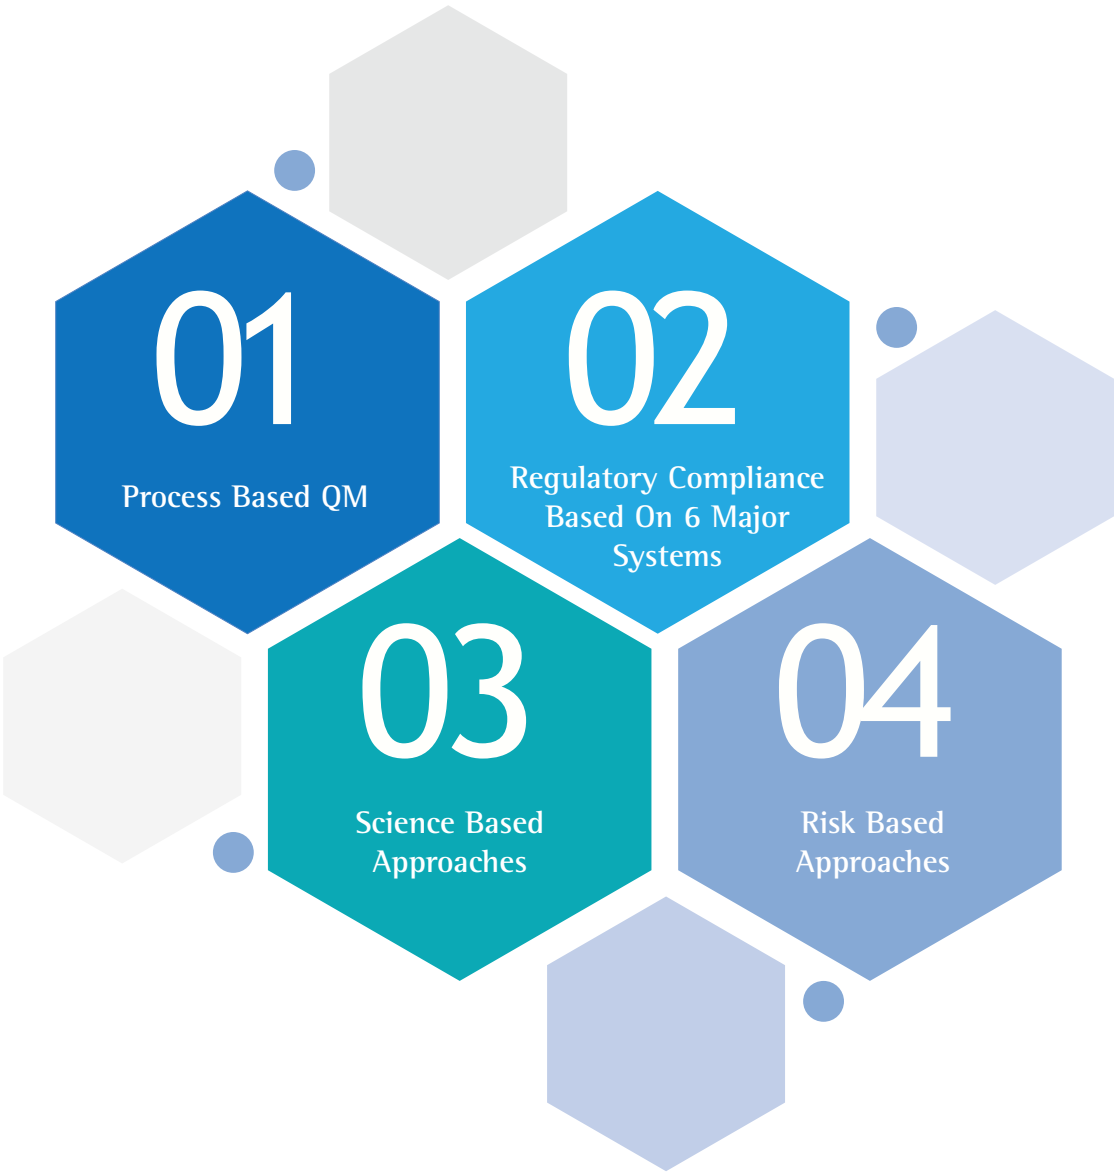 01
Process Based QM
02
Regulatory Compliance
Based On 6 Major
Systems
03
Science Based
Approaches
04
Risk Based
Approaches